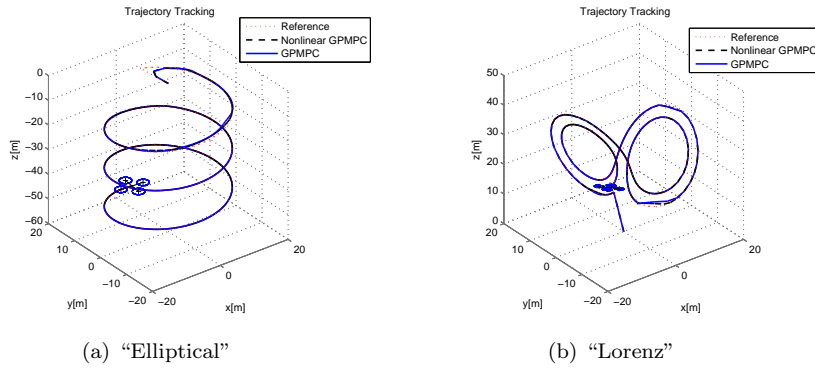 Trajectory Tracking
Reference
Nonlinear GPMPC
GPMPC
0
−10
−20
−30
−40
−50
−60
z[m]
20
10
0
−10
−20
y[m]
−20
0
20
x[m]
(a) “Elliptical”
Trajectory Tracking
Reference
Nonlinear GPMPC
GPMPC
50
40
30
20
10
0
z[m]
20
10
0
−10
−20
y[m]
−20
0
20
x[m]
(b) “Lorenz”